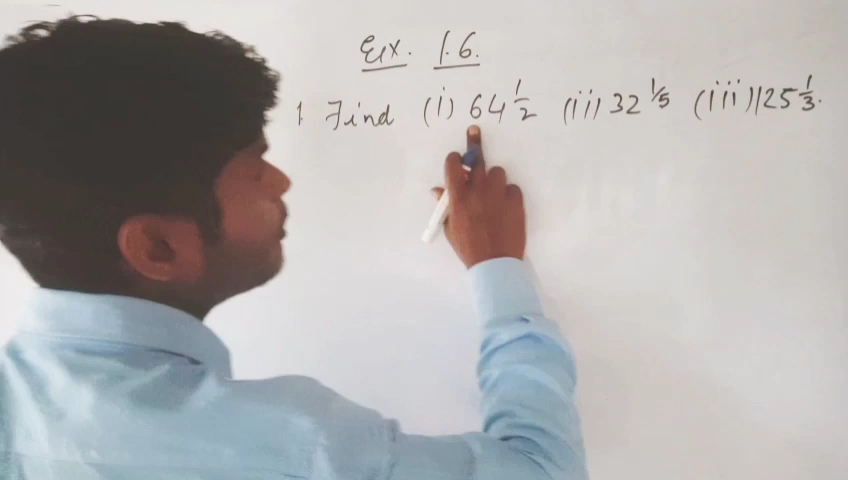 Ex. 1.6.
1 Find (i) 64^1/2 (ii) 32^1/5 (iii) 125^1/3.